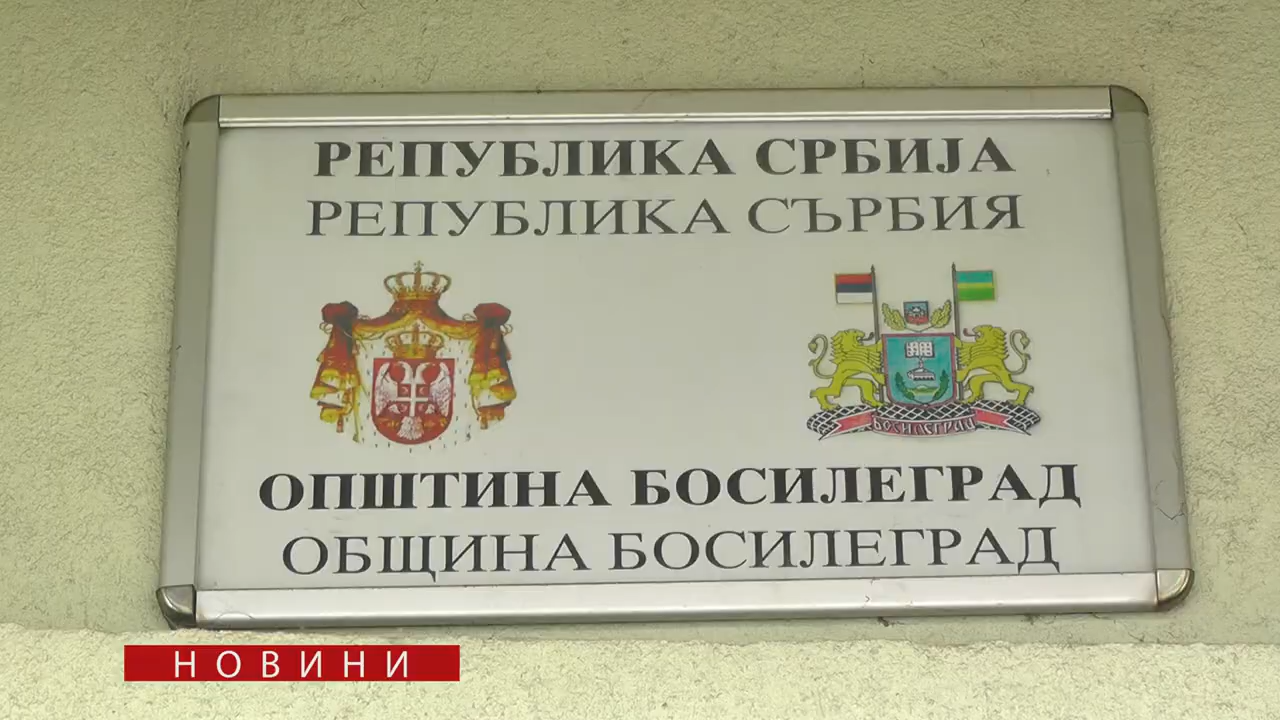 РЕПУБЛИКА СРБИЈА
РЕПУБЛИКА СЪРБИЯ
БОСИЛЕГРАД
ОПШТИНА БОСИЛЕГРАД
ОБЩИНА БОСИЛЕГРАД
НОВИНИ